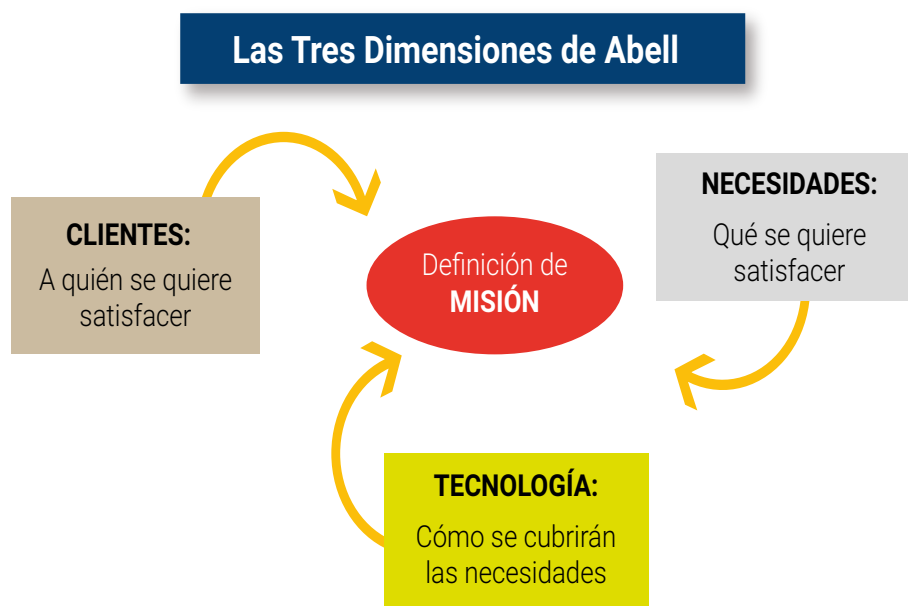 Las Tres Dimensiones de Abell
CLIENTES:
A quién se quiere
satisfacer
Definición de
MISIÓN
NECESIDADES:
Qué se quiere
satisfacer
TECNOLOGÍA:
Cómo se cubrirán
las necesidades